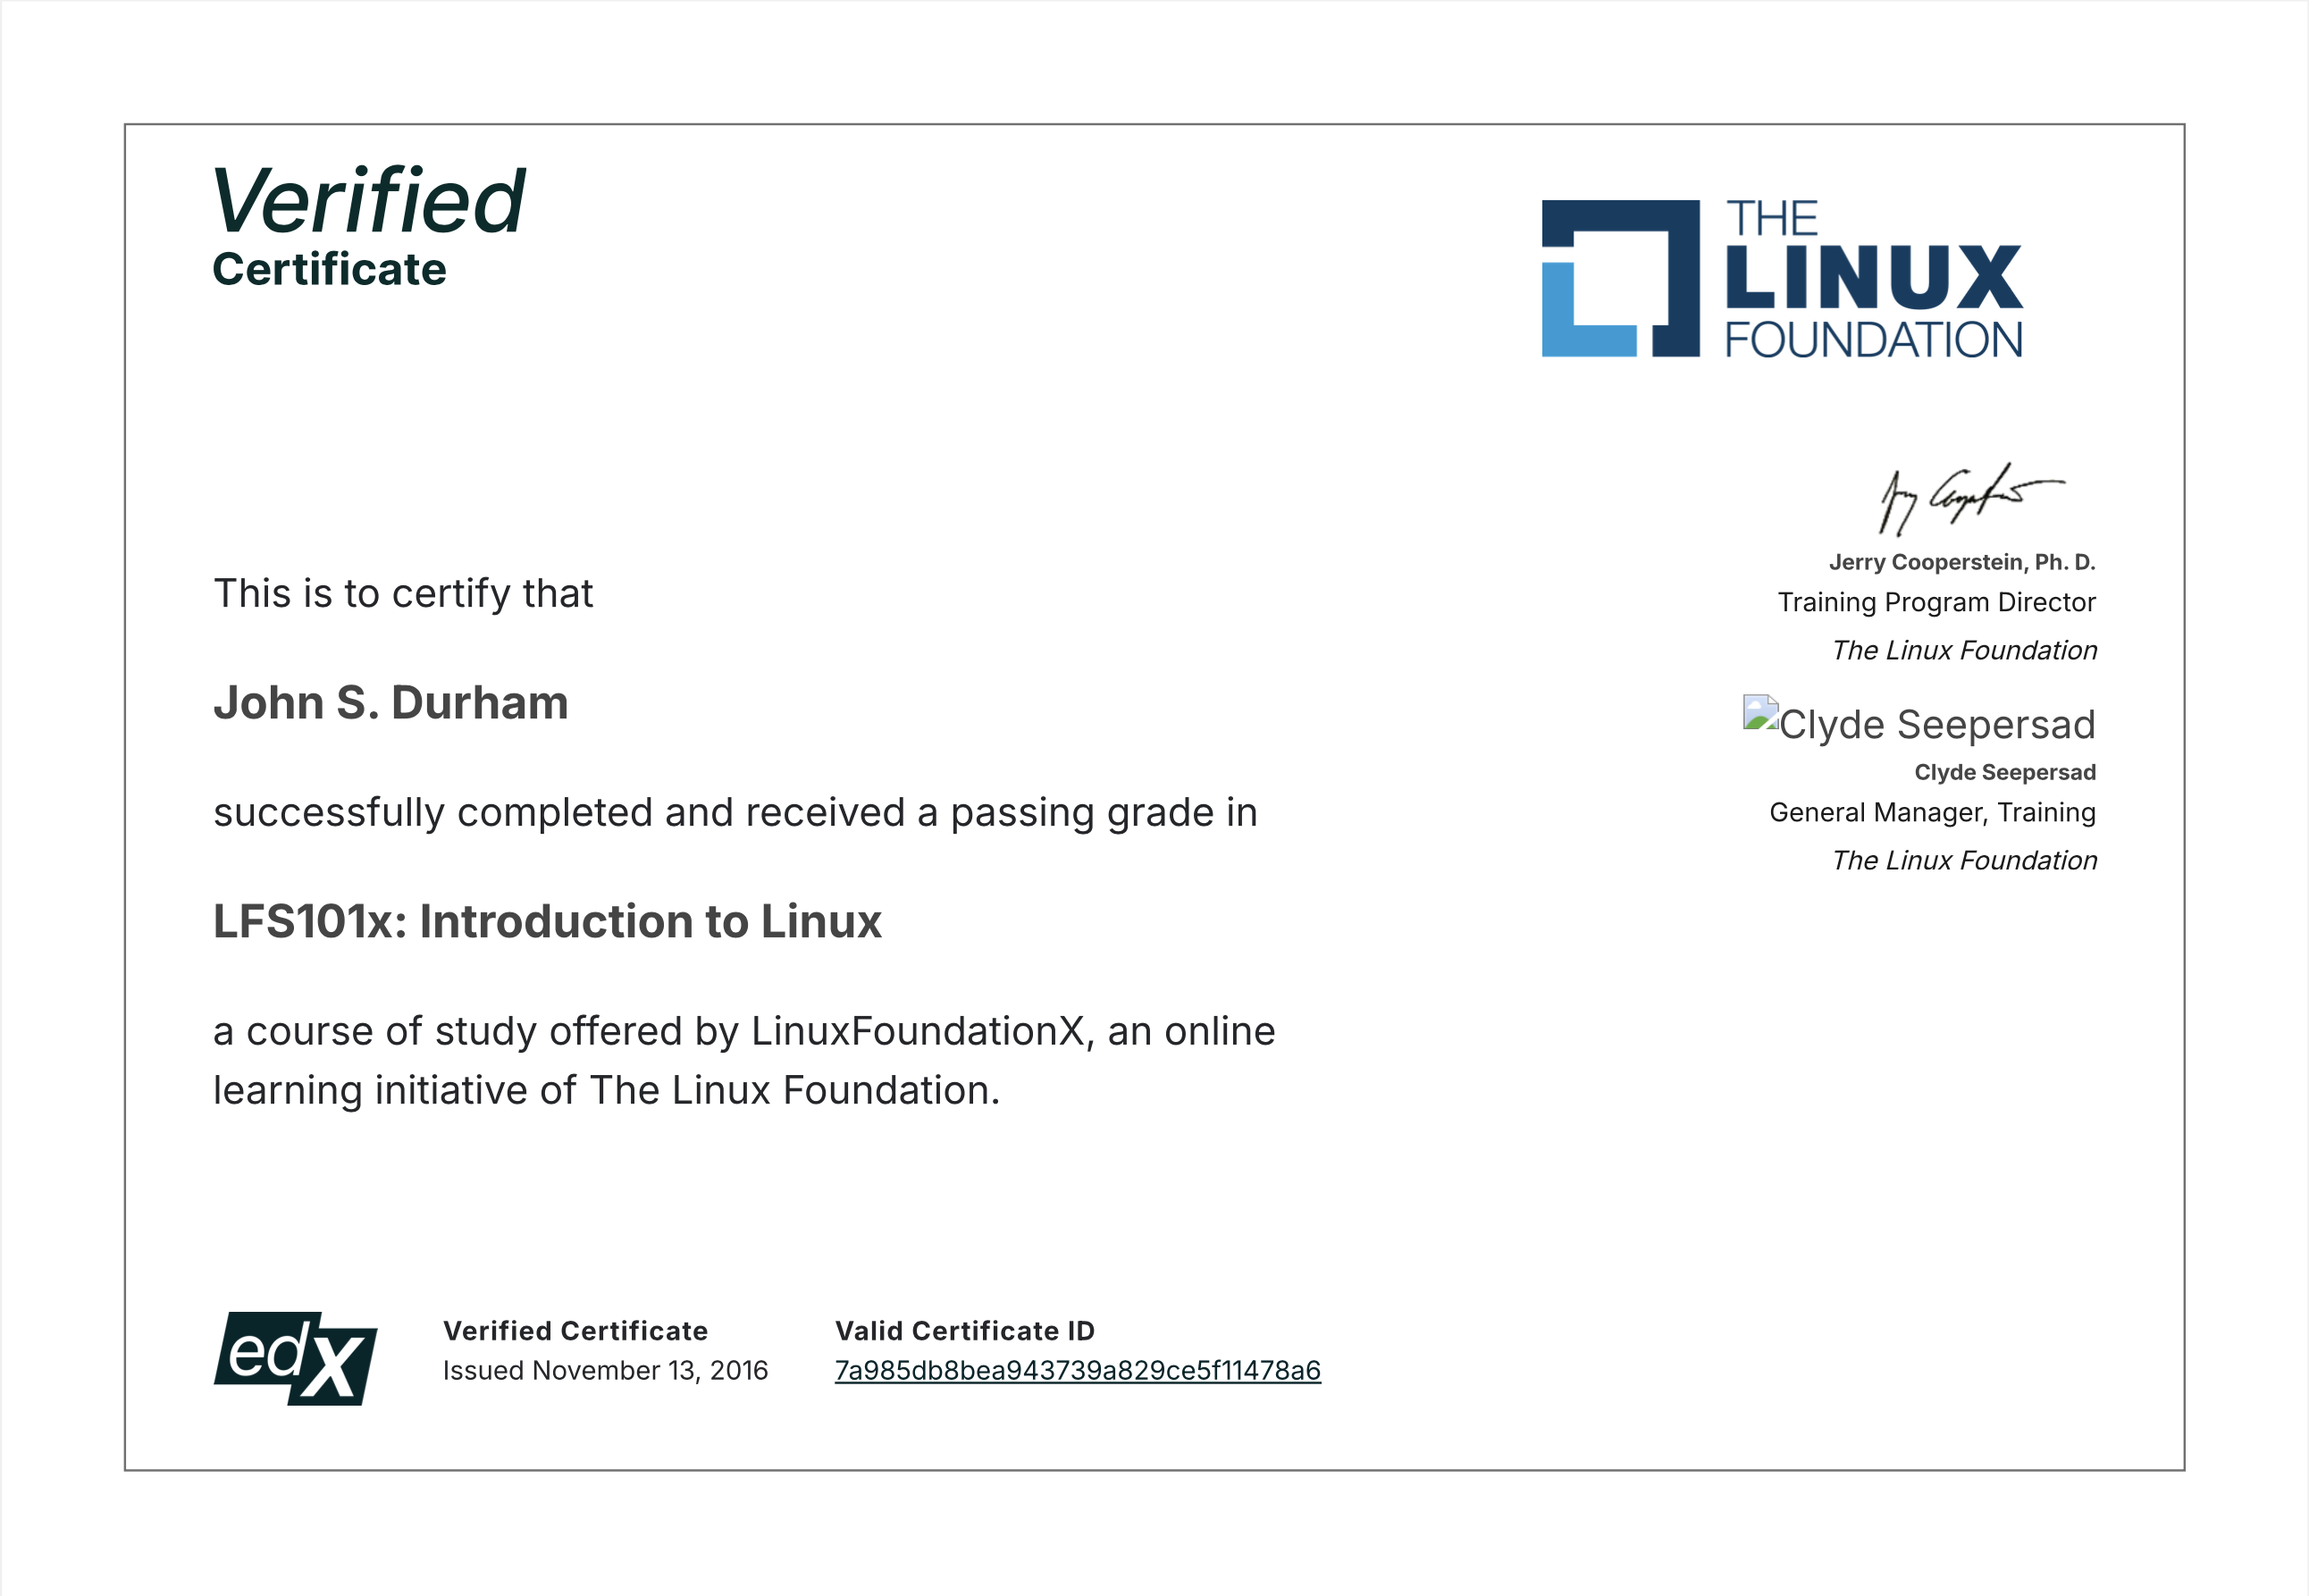 Verified
Certificate
THE
LINUX
FOUNDATION
This is to certify that
John S. Durham
successfully completed and received a passing grade in
LFS101x: Introduction to Linux
a course of study offered by LinuxFoundationX, an online
learning initiative of The Linux Foundation.
Jerry Cooperstein, Ph. D.
Training Program Director
The Linux Foundation
Clyde Seepersad
Clyde Seepersad
General Manager, Training
The Linux Foundation
edX
Verified Certificate
Issued November 13, 2016
Valid Certificate ID
7a985db8bea943739a829ce5f11478a6